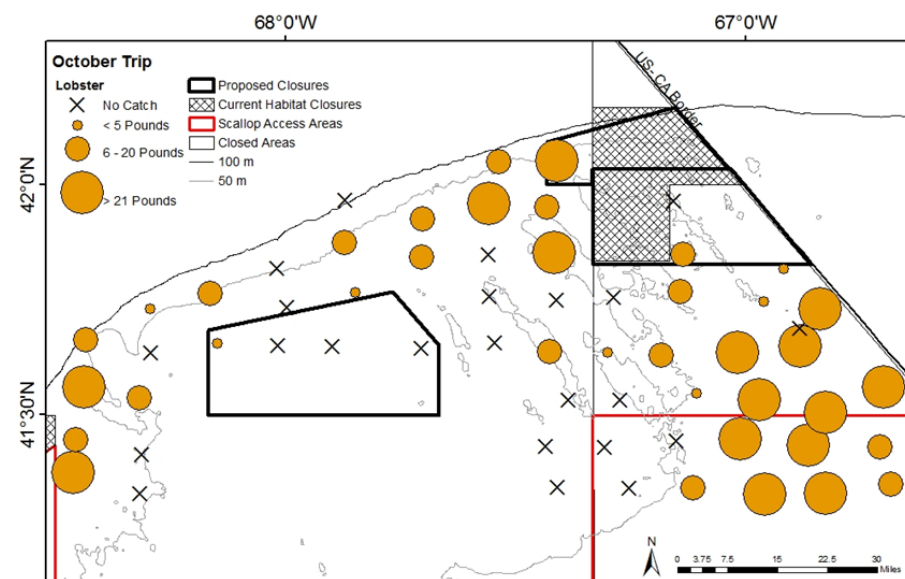 68°0'W
67°0'W
October Trip
Lobster
No Catch
< 5 Pounds
6 - 20 Pounds
> 21 Pounds
Proposed Closures
Current Habitat Closures
Scallop Access Areas
Closed Areas
100 m
50 m
US- CA Border
42°0'N
41°30'N
N
0 3.75 7.5 15 22.5 30
Miles